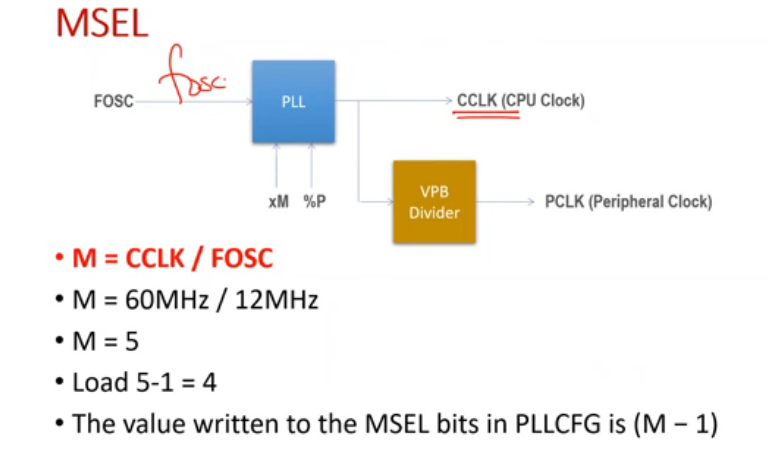 MSEL
fosc
FOSC
PLL
CCLK (CPU Clock)
xM %P
VPB
Divider
PCLK (Peripheral Clock)
• M = CCLK / FOSC
• M = 60MHz / 12MHz
• M = 5
• Load 5-1 = 4
• The value written to the MSEL bits in PLLCFG is (M − 1)